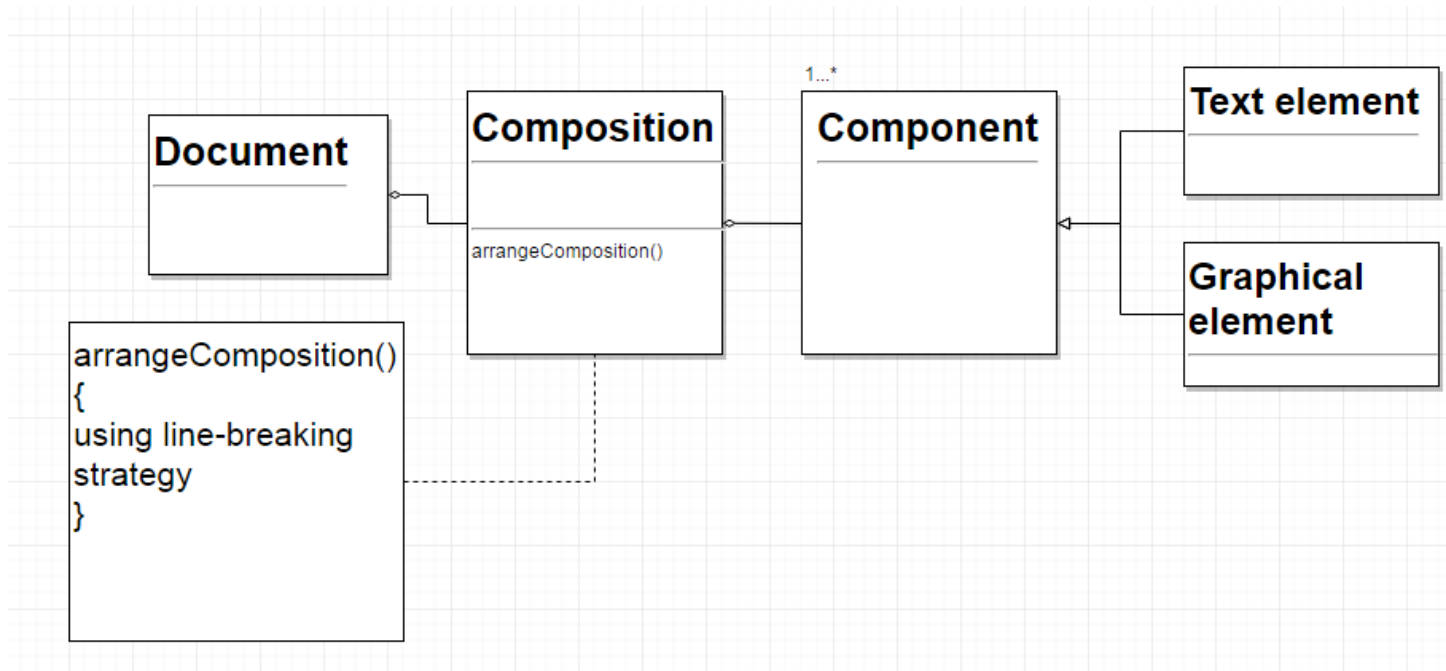 1...*
Document
Composition
arrangeComposition()
Component
Text element
Graphical
element
arrangeComposition()
{
using line-breaking
strategy
}